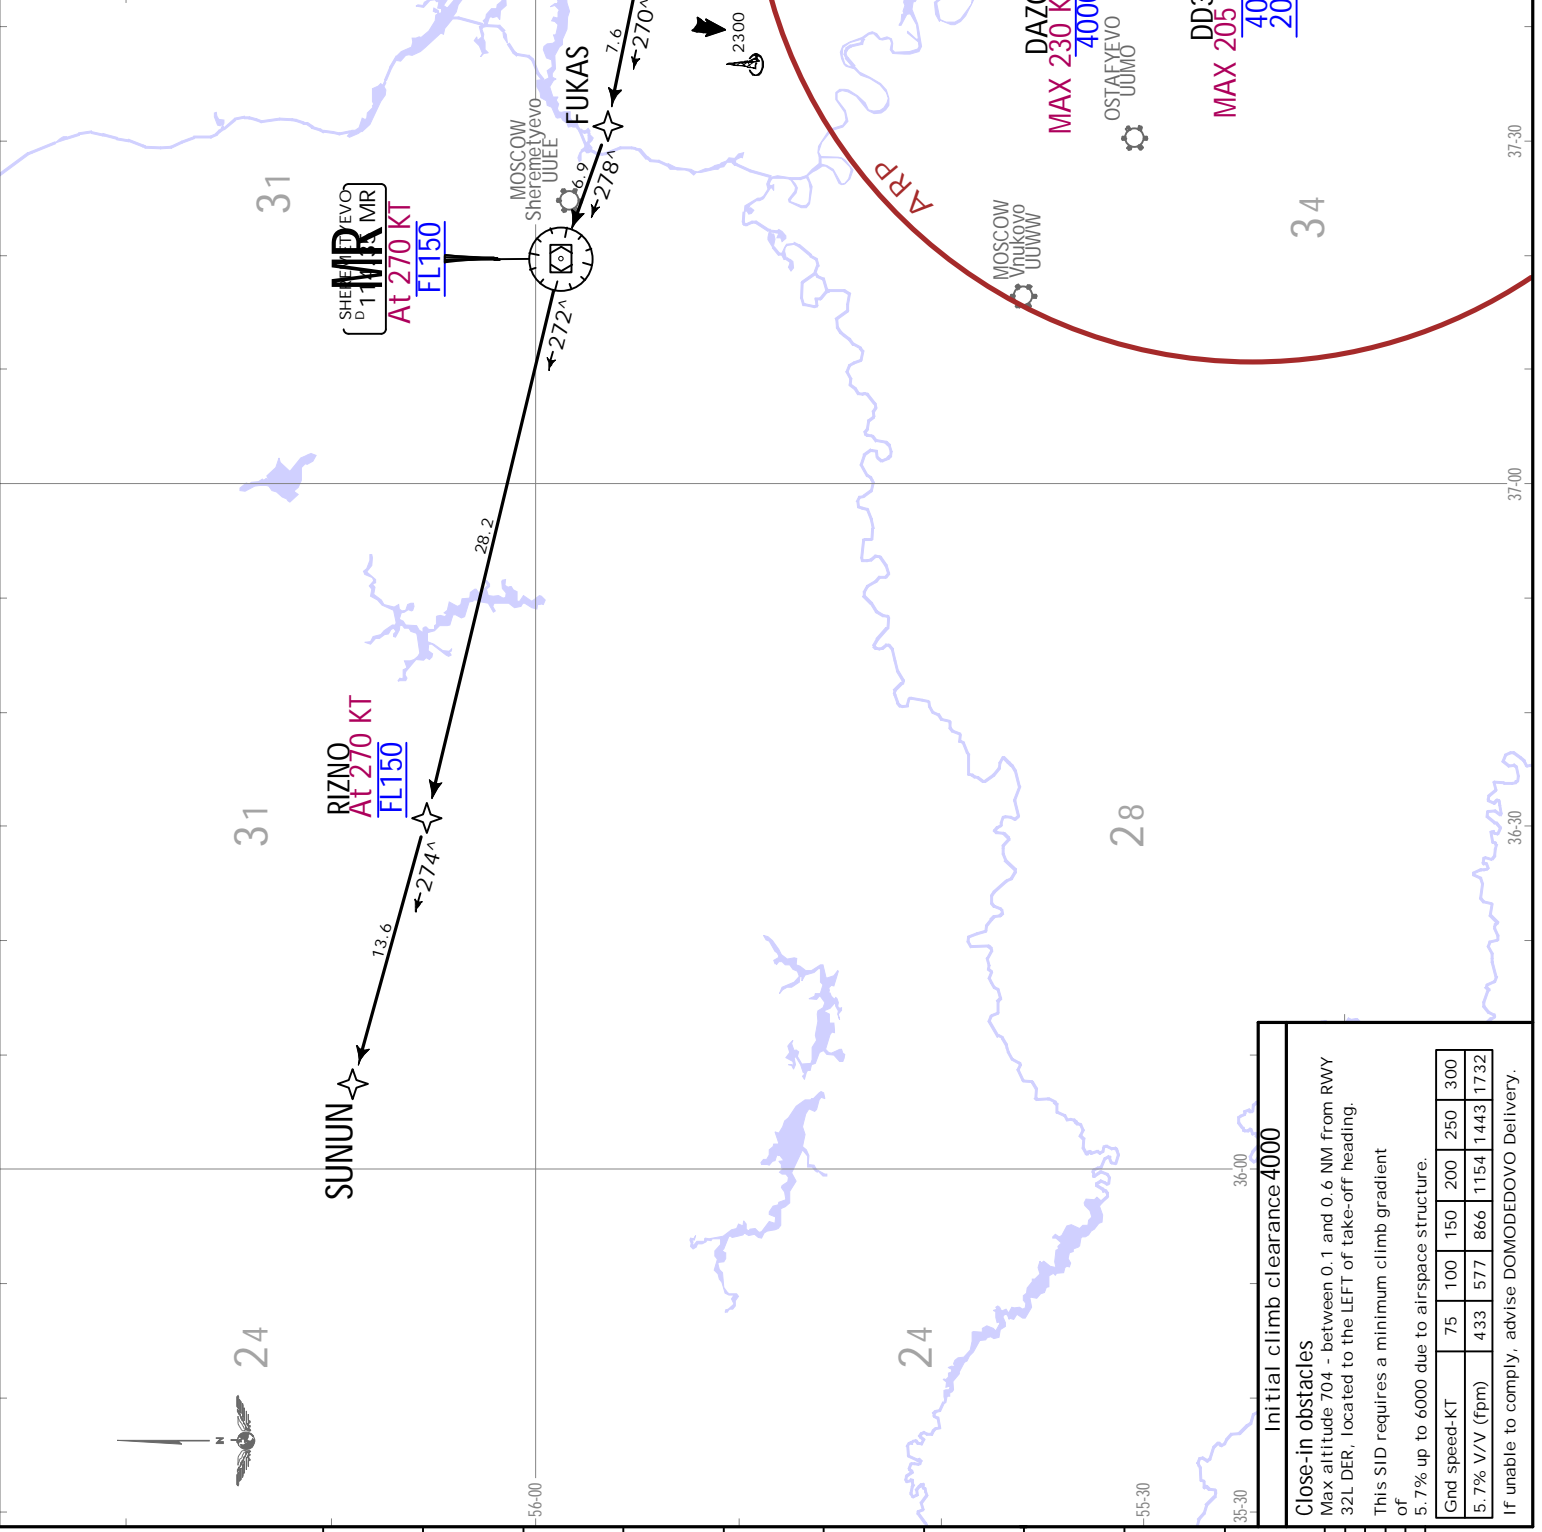 7.6
270^
FUKAS
2300
MOSCOW
Sheremetyevo
UUEE
6.9
278^
31
SHEREMETYEVO
MR
At 270 KT
FL150
272^
28.2
RIZNO
At 270 KT
FL150
31
274^
13.6
SUNUN
24
N
ARP
MAX 230
OSTAFYEVO
UUMO
MAX 205
MOSCOW
Vnukovo
UUWW
34
28
24
37-30
37-00
36-30
36-00
35-30
56-00
55-30
Initial climb clearance 4000
Close-in obstacles
Max altitude 704 - between 0.1 and 0.6 NM from RWY
32L DER, located to the LEFT of take-off heading.
This SID requires a minimum climb gradient
of
5.7% up to 6000 due to airspace structure.
Gnd speed-KT 75 100 150 200 250 300
5.7% V/V (fpm) 433 577 866 1154 1443 1732
If unable to comply, advise DOMODEDOVO Delivery.